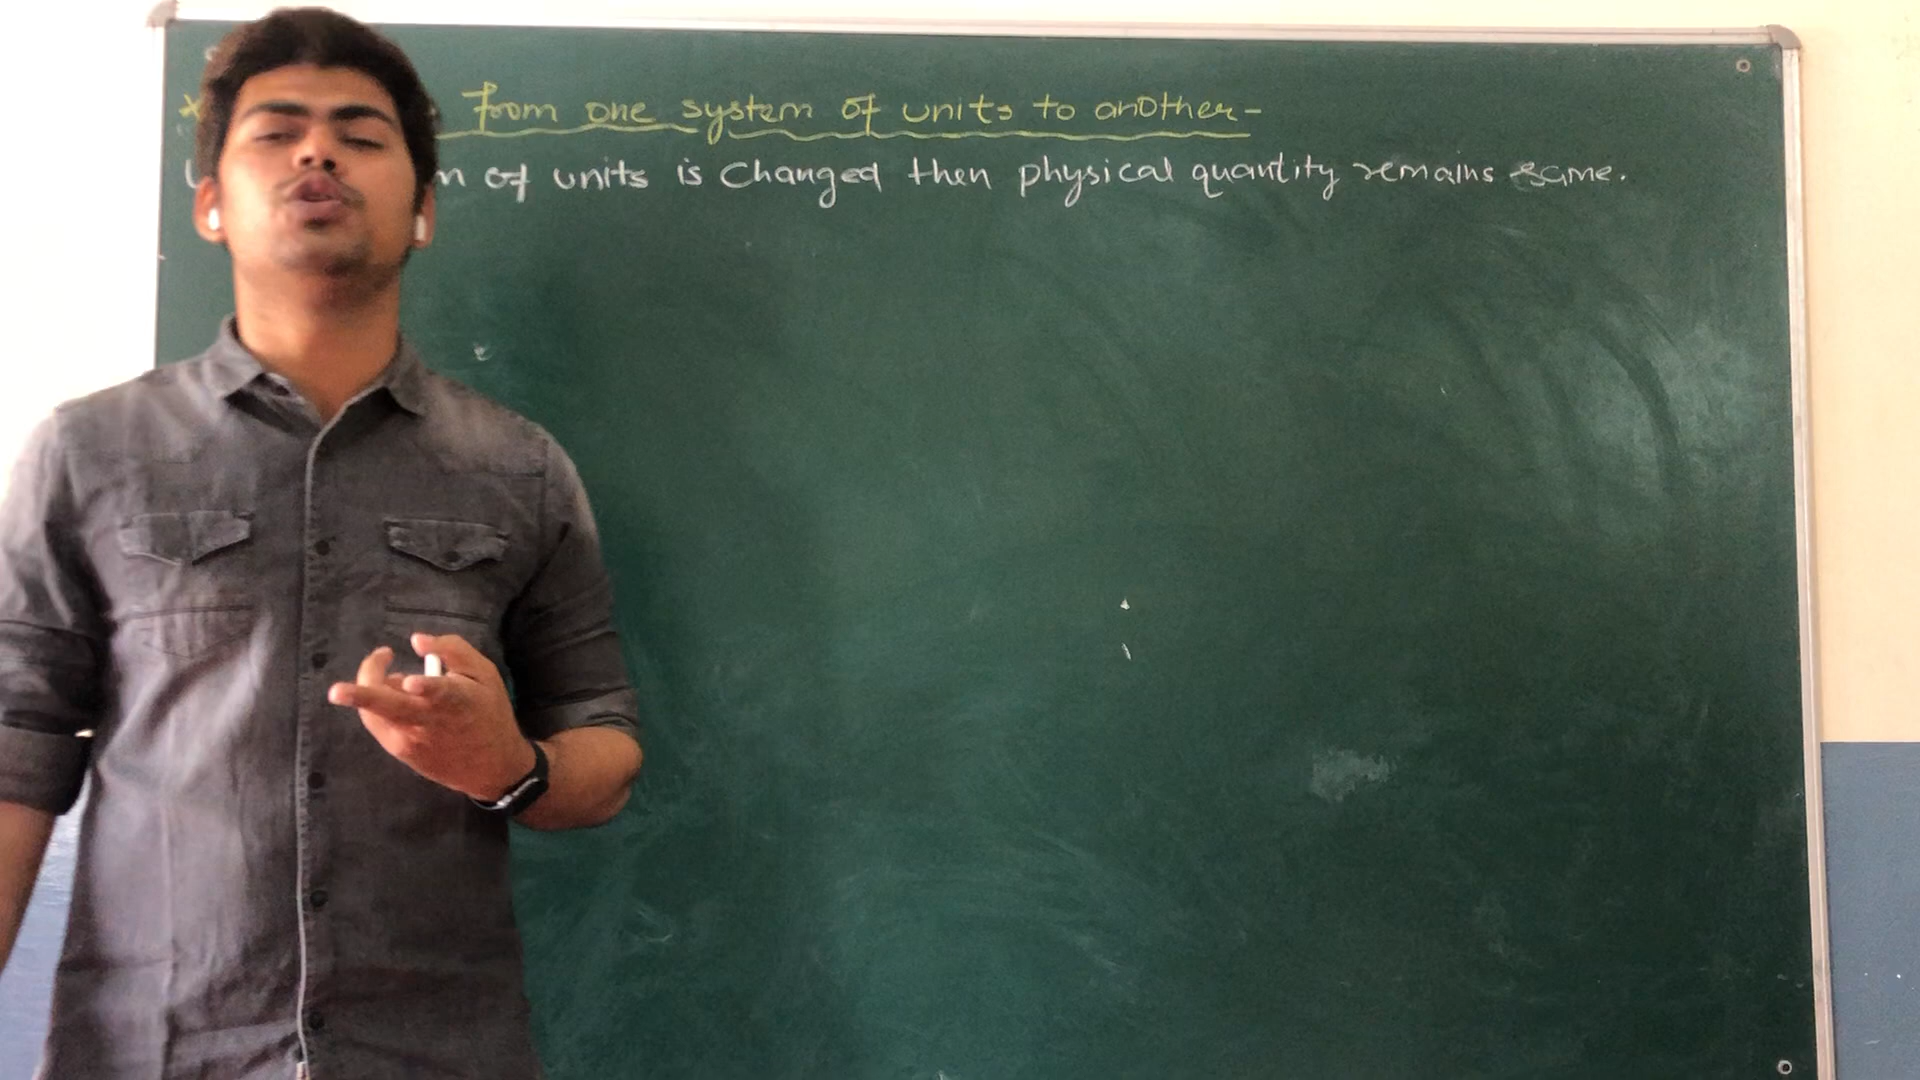 from one system of units to another-
of units is changed then physical quantity remains same.